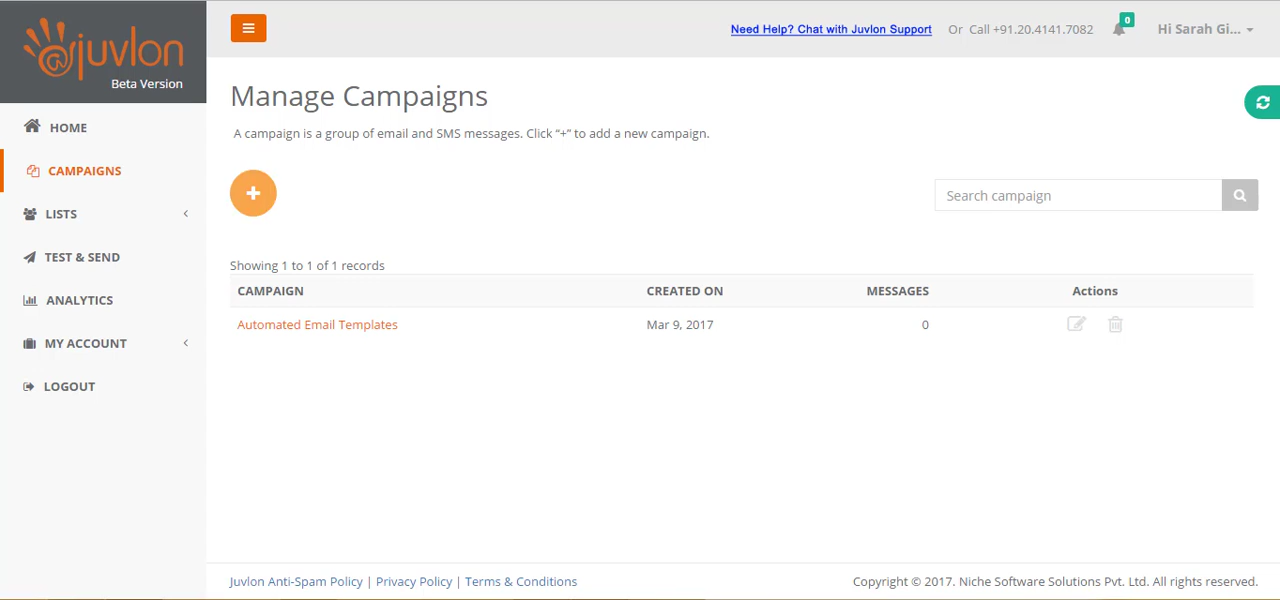 juvlon
Beta Version
Need Help? Chat with Juvlon Support
Or Call +91.20.4141.7082
0
Hi Sarah Gi...
HOME
CAMPAIGNS
LISTS
TEST & SEND
ANALYTICS
MY ACCOUNT
LOGOUT
Manage Campaigns
A campaign is a group of email and SMS messages. Click “+” to add a new campaign.
Search campaign
Showing 1 to 1 of 1 records
CAMPAIGN CREATED ON MESSAGES Actions
Automated Email Templates Mar 9, 2017 0
Juvlon Anti-Spam Policy | Privacy Policy | Terms & Conditions
Copyright © 2017. Niche Software Solutions Pvt. Ltd. All rights reserved.